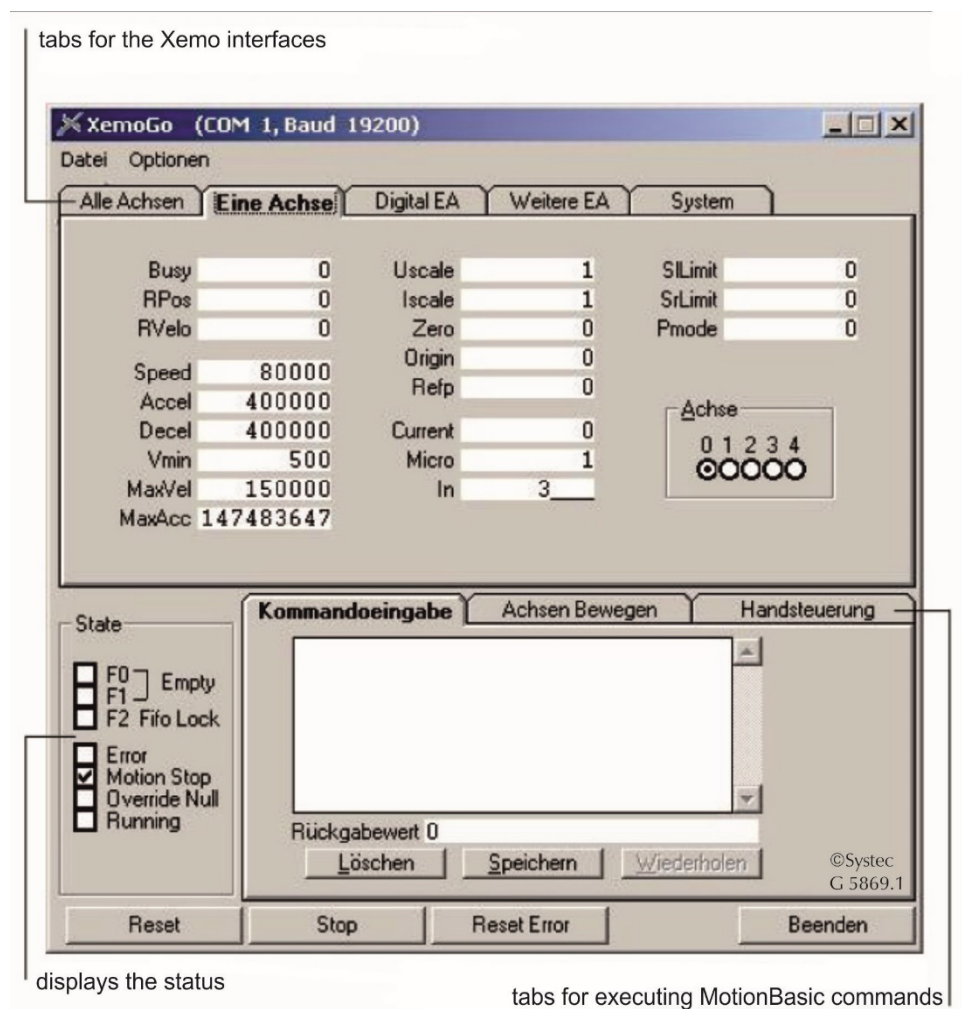 tabs for the Xemo interfaces
XemoGo (COM 1, Baud 19200)
Datei Optionen
Alle Achsen Eine Achse Digital EA Weitere EA System
Busy 0 Uscale 1 SlLimit 0
RPos 0 Iscale 1 SrLimit 0
RVelo 0 Zero 0 Pmode 0
Origin 0
Speed 80000 Refp 0
Accel 400000 Achse
Decel 400000 Current 0 0 1 2 3 4
Vmin 500 Micro 1
MaxVel 150000 In 3___
MaxAcc 147483647
State
F0 Empty
F1
F2 Fifo Lock
Error
Motion Stop
Override Null
Running
Kommandoeingabe Achsen Bewegen Handsteuerung
Rückgabewert 0
Löschen Speichern Wiederholen
©Systec
G 5869.1
Reset Stop Reset Error Beenden
displays the status
tabs for executing MotionBasic commands